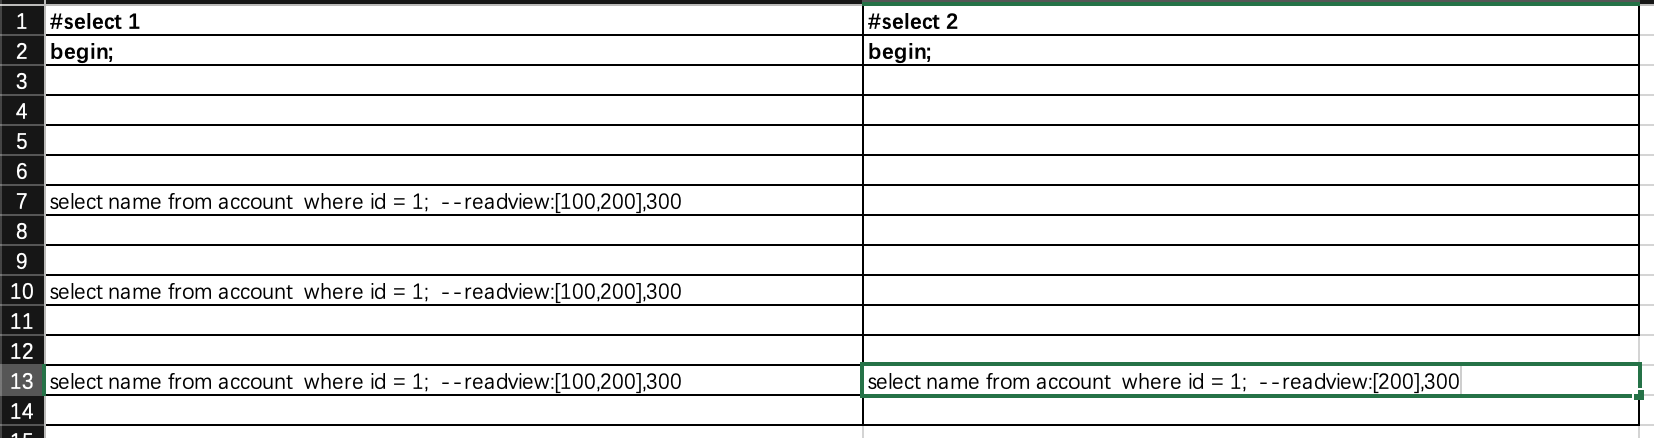 1 #select 1 #select 2
2 begin; begin;
3
4
5
6
7 select name from account  where id = 1;  --readview:[100,200],300
8
9
10 select name from account  where id = 1;  --readview:[100,200],300
11
12
13 select name from account  where id = 1;  --readview:[100,200],300 select name from account  where id = 1;  --readview:[200],300
14